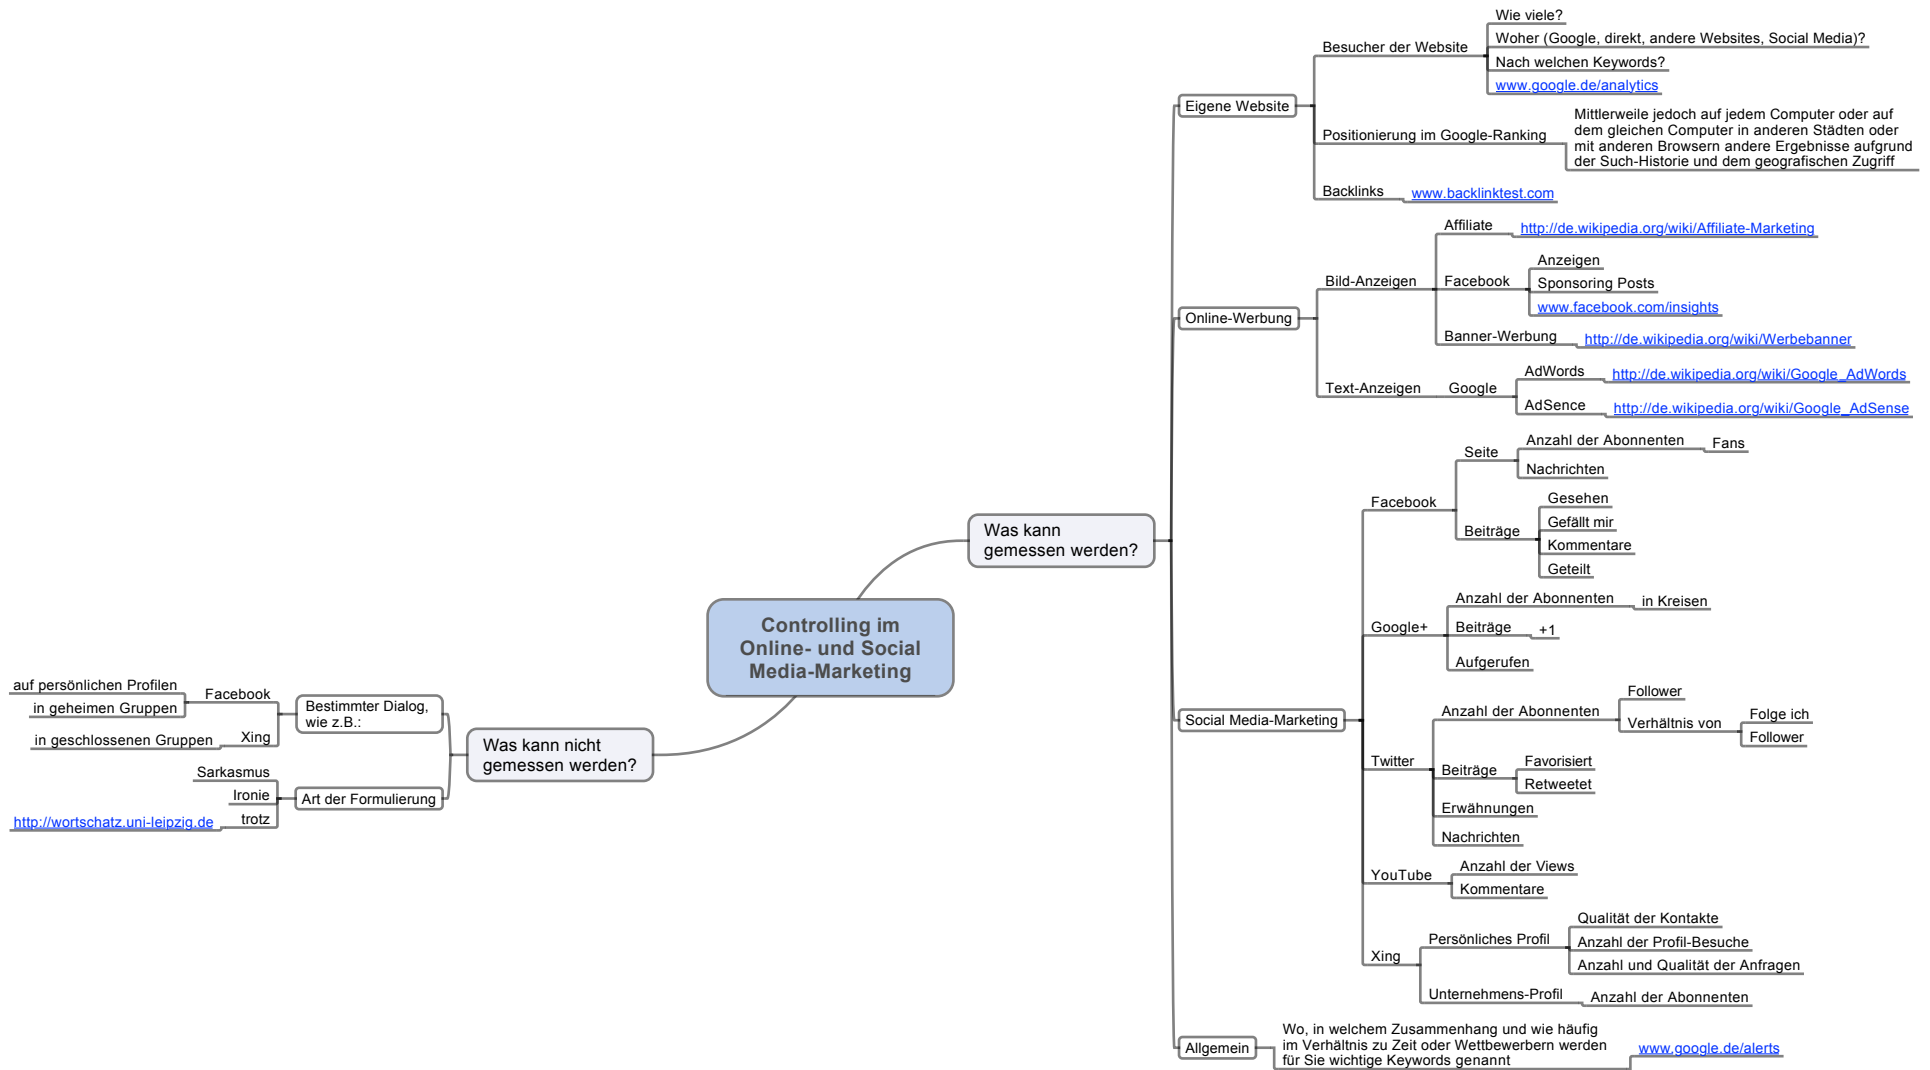 Controlling im
Online- und Social
Media-Marketing
Was kann
gemessen werden?
Eigene Website
Besucher der Website
Wie viele?
Woher (Google, direkt, andere Websites, Social Media)?
Nach welchen Keywords?
www.google.de/analytics
Positionierung im Google-Ranking
Mittlerweile jedoch auf jedem Computer oder auf
dem gleichen Computer in anderen Städten oder
mit anderen Browsern andere Ergebnisse aufgrund
der Such-Historie und dem geografischen Zugriff
Backlinks
www.backlinktest.com
Online-Werbung
Bild-Anzeigen
Affiliate
http://de.wikipedia.org/wiki/Affiliate-Marketing
Facebook
Anzeigen
Sponsoring Posts
www.facebook.com/insights
Banner-Werbung
http://de.wikipedia.org/wiki/Werbebanner
Text-Anzeigen
Google
AdWords
http://de.wikipedia.org/wiki/Google_AdWords
AdSence
http://de.wikipedia.org/wiki/Google_AdSense
Social Media-Marketing
Facebook
Seite
Anzahl der Abonnenten
Fans
Nachrichten
Beiträge
Gesehen
Gefällt mir
Kommentare
Geteilt
Google+
Anzahl der Abonnenten
in Kreisen
Beiträge
+1
Aufgerufen
Twitter
Anzahl der Abonnenten
Follower
Verhältnis von
Folge ich
Follower
Beiträge
Favorisiert
Retweetet
Erwähnungen
Nachrichten
YouTube
Anzahl der Views
Kommentare
Xing
Persönliches Profil
Qualität der Kontakte
Anzahl der Profil-Besuche
Anzahl und Qualität der Anfragen
Unternehmens-Profil
Anzahl der Abonnenten
Allgemein
Wo, in welchem Zusammenhang und wie häufig
im Verhältnis zu Zeit oder Wettbewerbern werden
für Sie wichtige Keywords genannt
www.google.de/alerts
Was kann nicht
gemessen werden?
Bestimmter Dialog,
wie z.B.:
Facebook
auf persönlichen Profilen
in geheimen Gruppen
Xing
in geschlossenen Gruppen
Art der Formulierung
Sarkasmus
Ironie
trotz
http://wortschatz.uni-leipzig.de